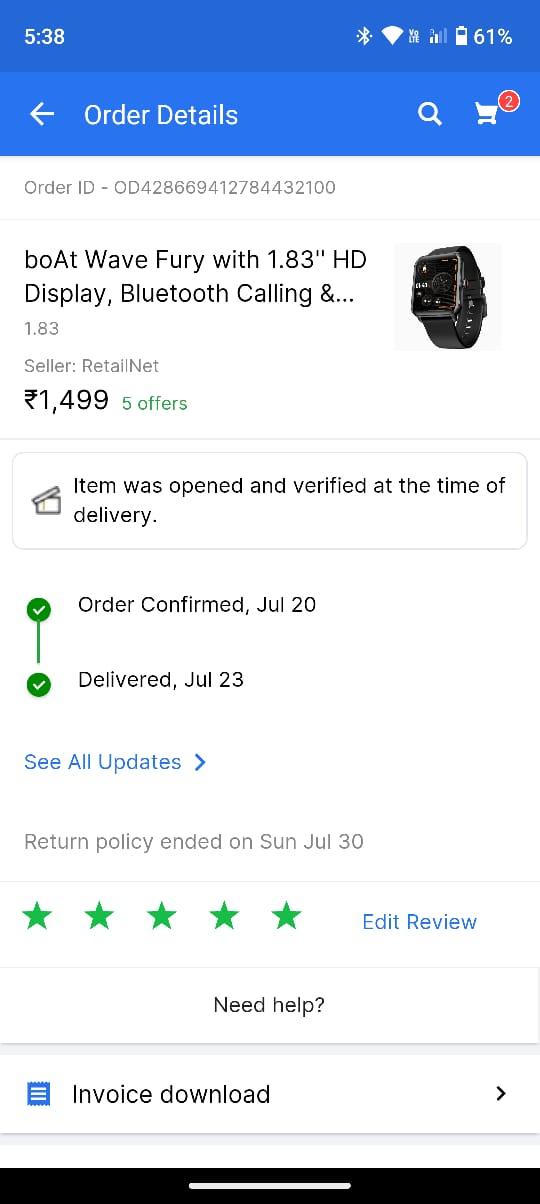 5:38
Vo
LTE
61%
Order Details
2
Order ID - OD428669412784432100
boAt Wave Fury with 1.83" HD
Display, Bluetooth Calling &...
1.83
Seller: RetailNet
₹1,499 5 offers
Item was opened and verified at the time of
delivery.
Order Confirmed, Jul 20
Delivered, Jul 23
See All Updates
Return policy ended on Sun Jul 30
Edit Review
Need help?
Invoice download